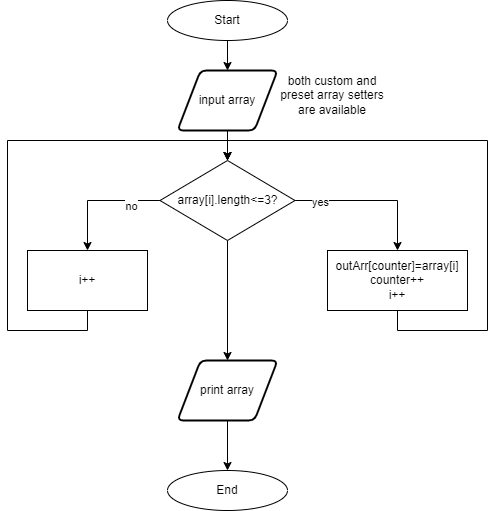 Start
input array
both custom and
preset array setters
are available
array[i].length<=3?
no
yes
i++
outArr[counter]=array[i]
counter++
i++
print array
End